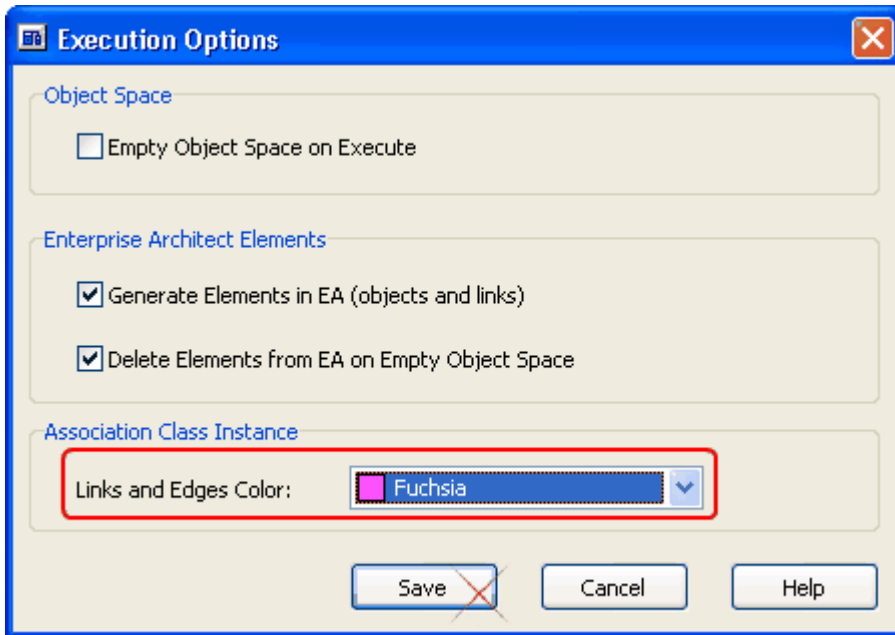 Execution Options
Object Space
Empty Object Space on Execute
Enterprise Architect Elements
Generate Elements in EA (objects and links)
Delete Elements from EA on Empty Object Space
Association Class Instance
Links and Edges Color: Fuchsia
Save Cancel Help